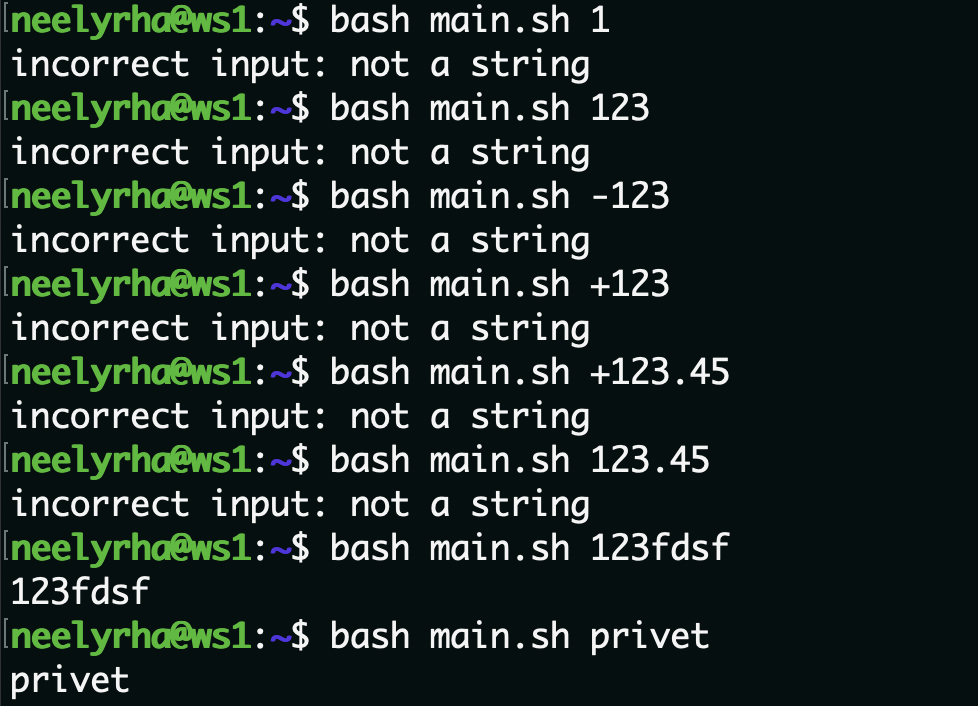 neelyrha@ws1:~$ bash main.sh 1
incorrect input: not a string
neelyrha@ws1:~$ bash main.sh 123
incorrect input: not a string
neelyrha@ws1:~$ bash main.sh -123
incorrect input: not a string
neelyrha@ws1:~$ bash main.sh +123
incorrect input: not a string
neelyrha@ws1:~$ bash main.sh +123.45
incorrect input: not a string
neelyrha@ws1:~$ bash main.sh 123.45
incorrect input: not a string
neelyrha@ws1:~$ bash main.sh 123fdsf
123fdsf
neelyrha@ws1:~$ bash main.sh privet
privet